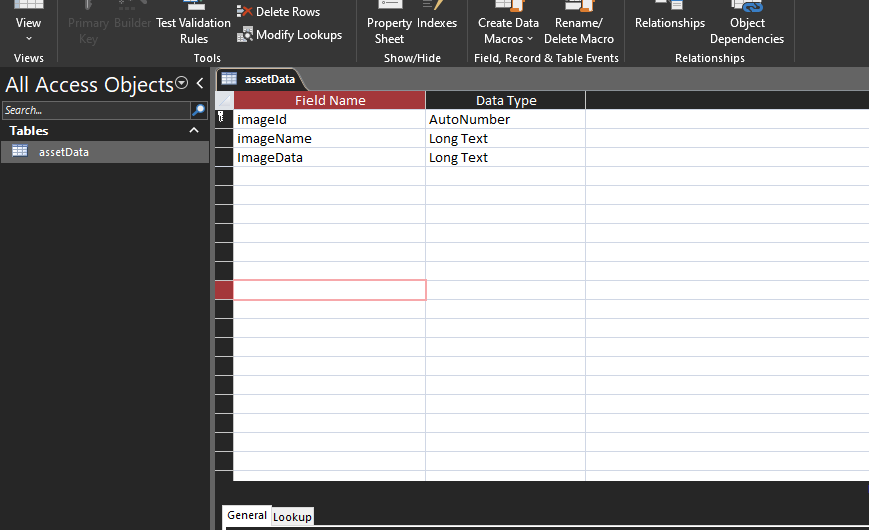 View
Primary Key
Builder
Test Validation Rules
Delete Rows
Modify Lookups
Property Sheet
Indexes
Create Data Macros
Rename/ Delete Macro
Relationships
Object Dependencies
Views
Tools
Show/Hide
Field, Record & Table Events
Relationships
All Access Objects
Search...
Tables
assetData
assetData
Field Name Data Type
imageId AutoNumber
imageName Long Text
ImageData Long Text
General Lookup